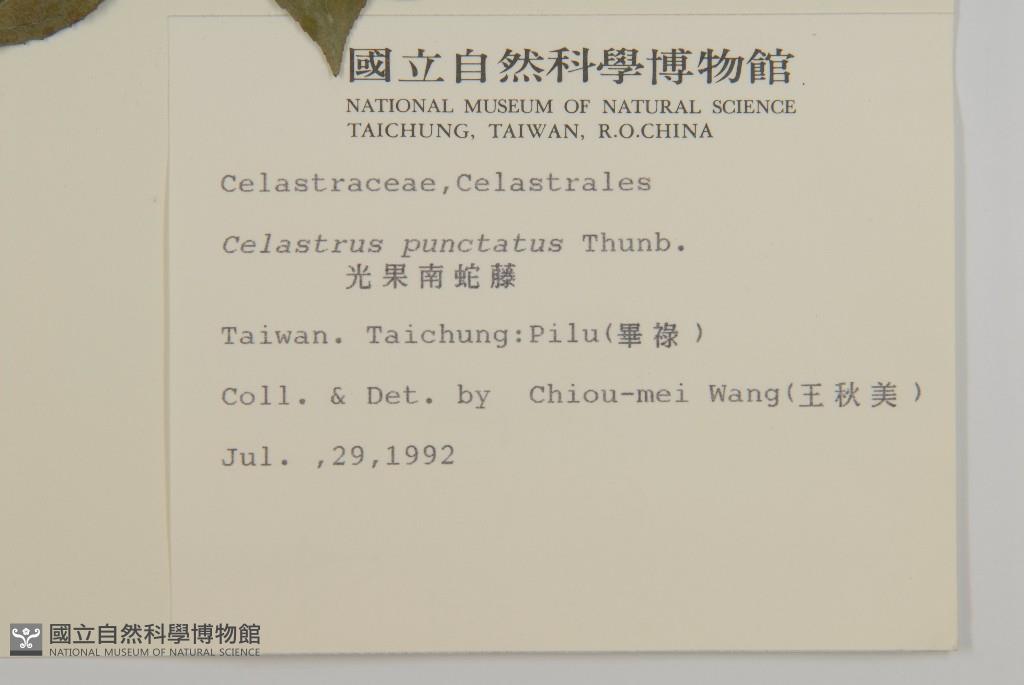 國立自然科學博物館
NATIONAL MUSEUM OF NATURAL SCIENCE
TAICHUNG, TAIWAN, R.O.CHINA
Celastraceae,Celastrales
Celastrus punctatus Thunb.
光果南蛇藤
Taiwan. Taichung:Pilu(畢祿)
Coll. & Det. by Chiou-mei Wang(王秋美)
Jul. ,29,1992
國立自然科學博物館
NATIONAL MUSEUM OF NATURAL SCIENCE